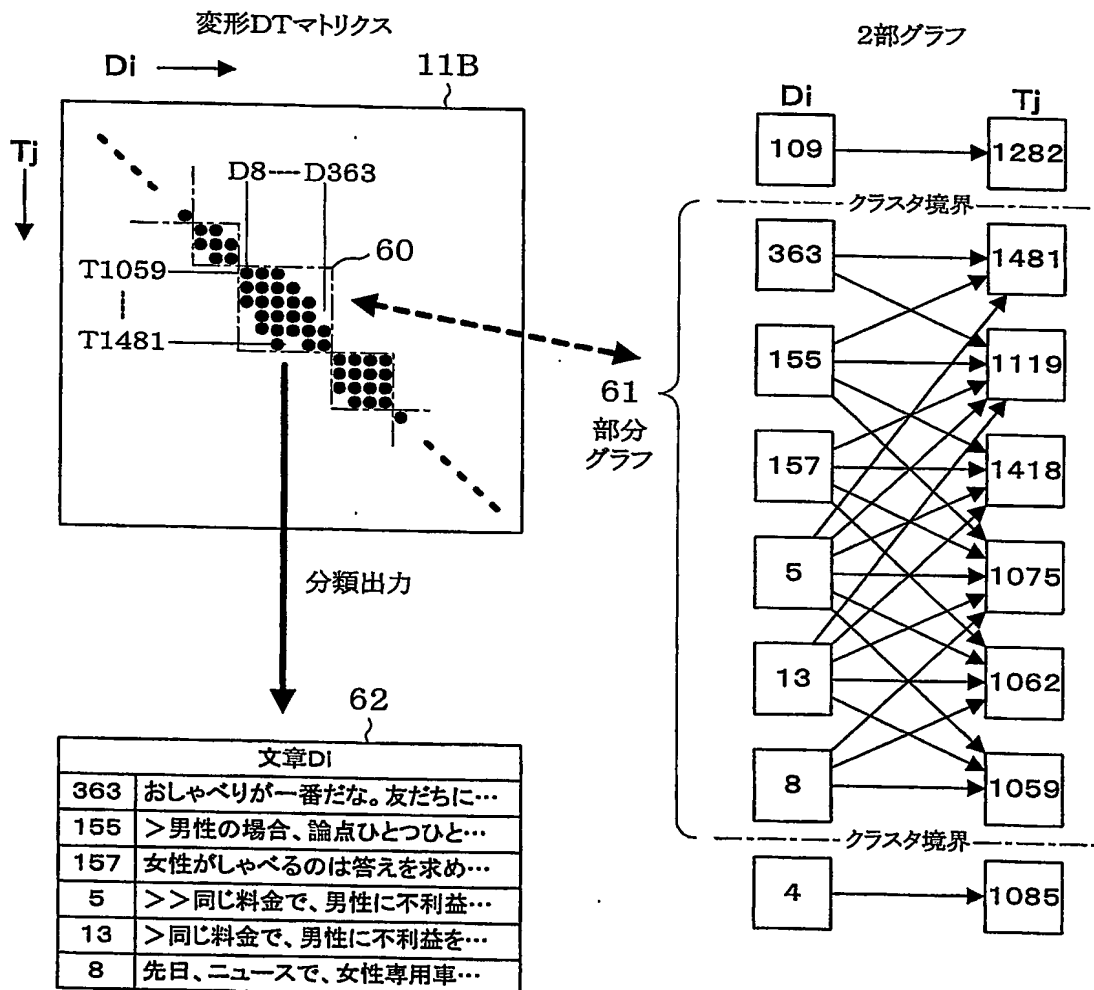 変形DTマトリクス
Di
11B
Tj
D8----D363
60
T1059
T1481
分類出力
62
文章Di
363 おしゃべりが一番だな。友だちに…
155 >男性の場合、論点ひとつひと…
157 女性がしゃべるのは答えを求め…
5 >>同じ料金で、男性に不利益…
13 >同じ料金で、男性に不利益を…
8 先日、ニュースで、女性専用車…
2部グラフ
Di Tj
109 1282
クラスタ境界
363 1481
155 1119
61
部分
グラフ
157 1418
5 1075
13 1062
8 1059
クラスタ境界
4 1085